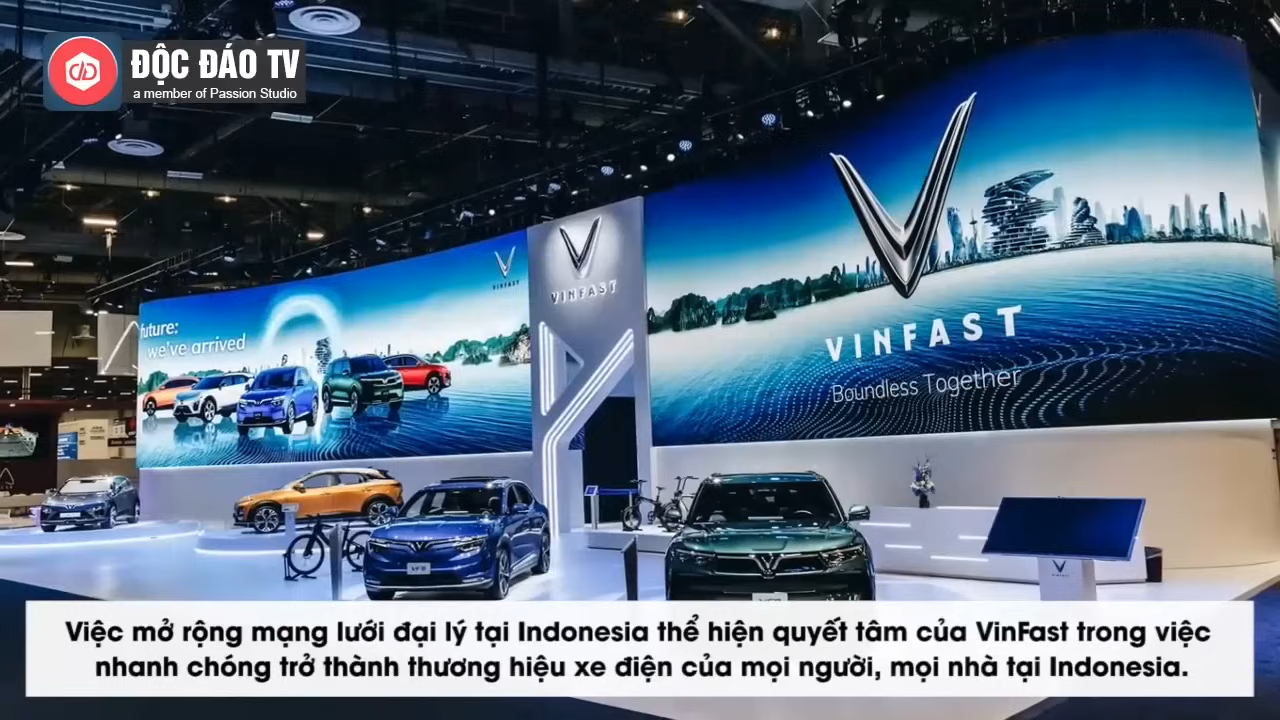 ĐỘC ĐÁO TV
a member of Passion Studio
future:
we've arrived
VINFAST
VINFAST
VINFAST
Boundless Together
VINFAST
Việc mở rộng mạng lưới đại lý tại Indonesia thể hiện quyết tâm của VinFast trong việc
nhanh chóng trở thành thương hiệu xe điện của mọi người, mọi nhà tại Indonesia.